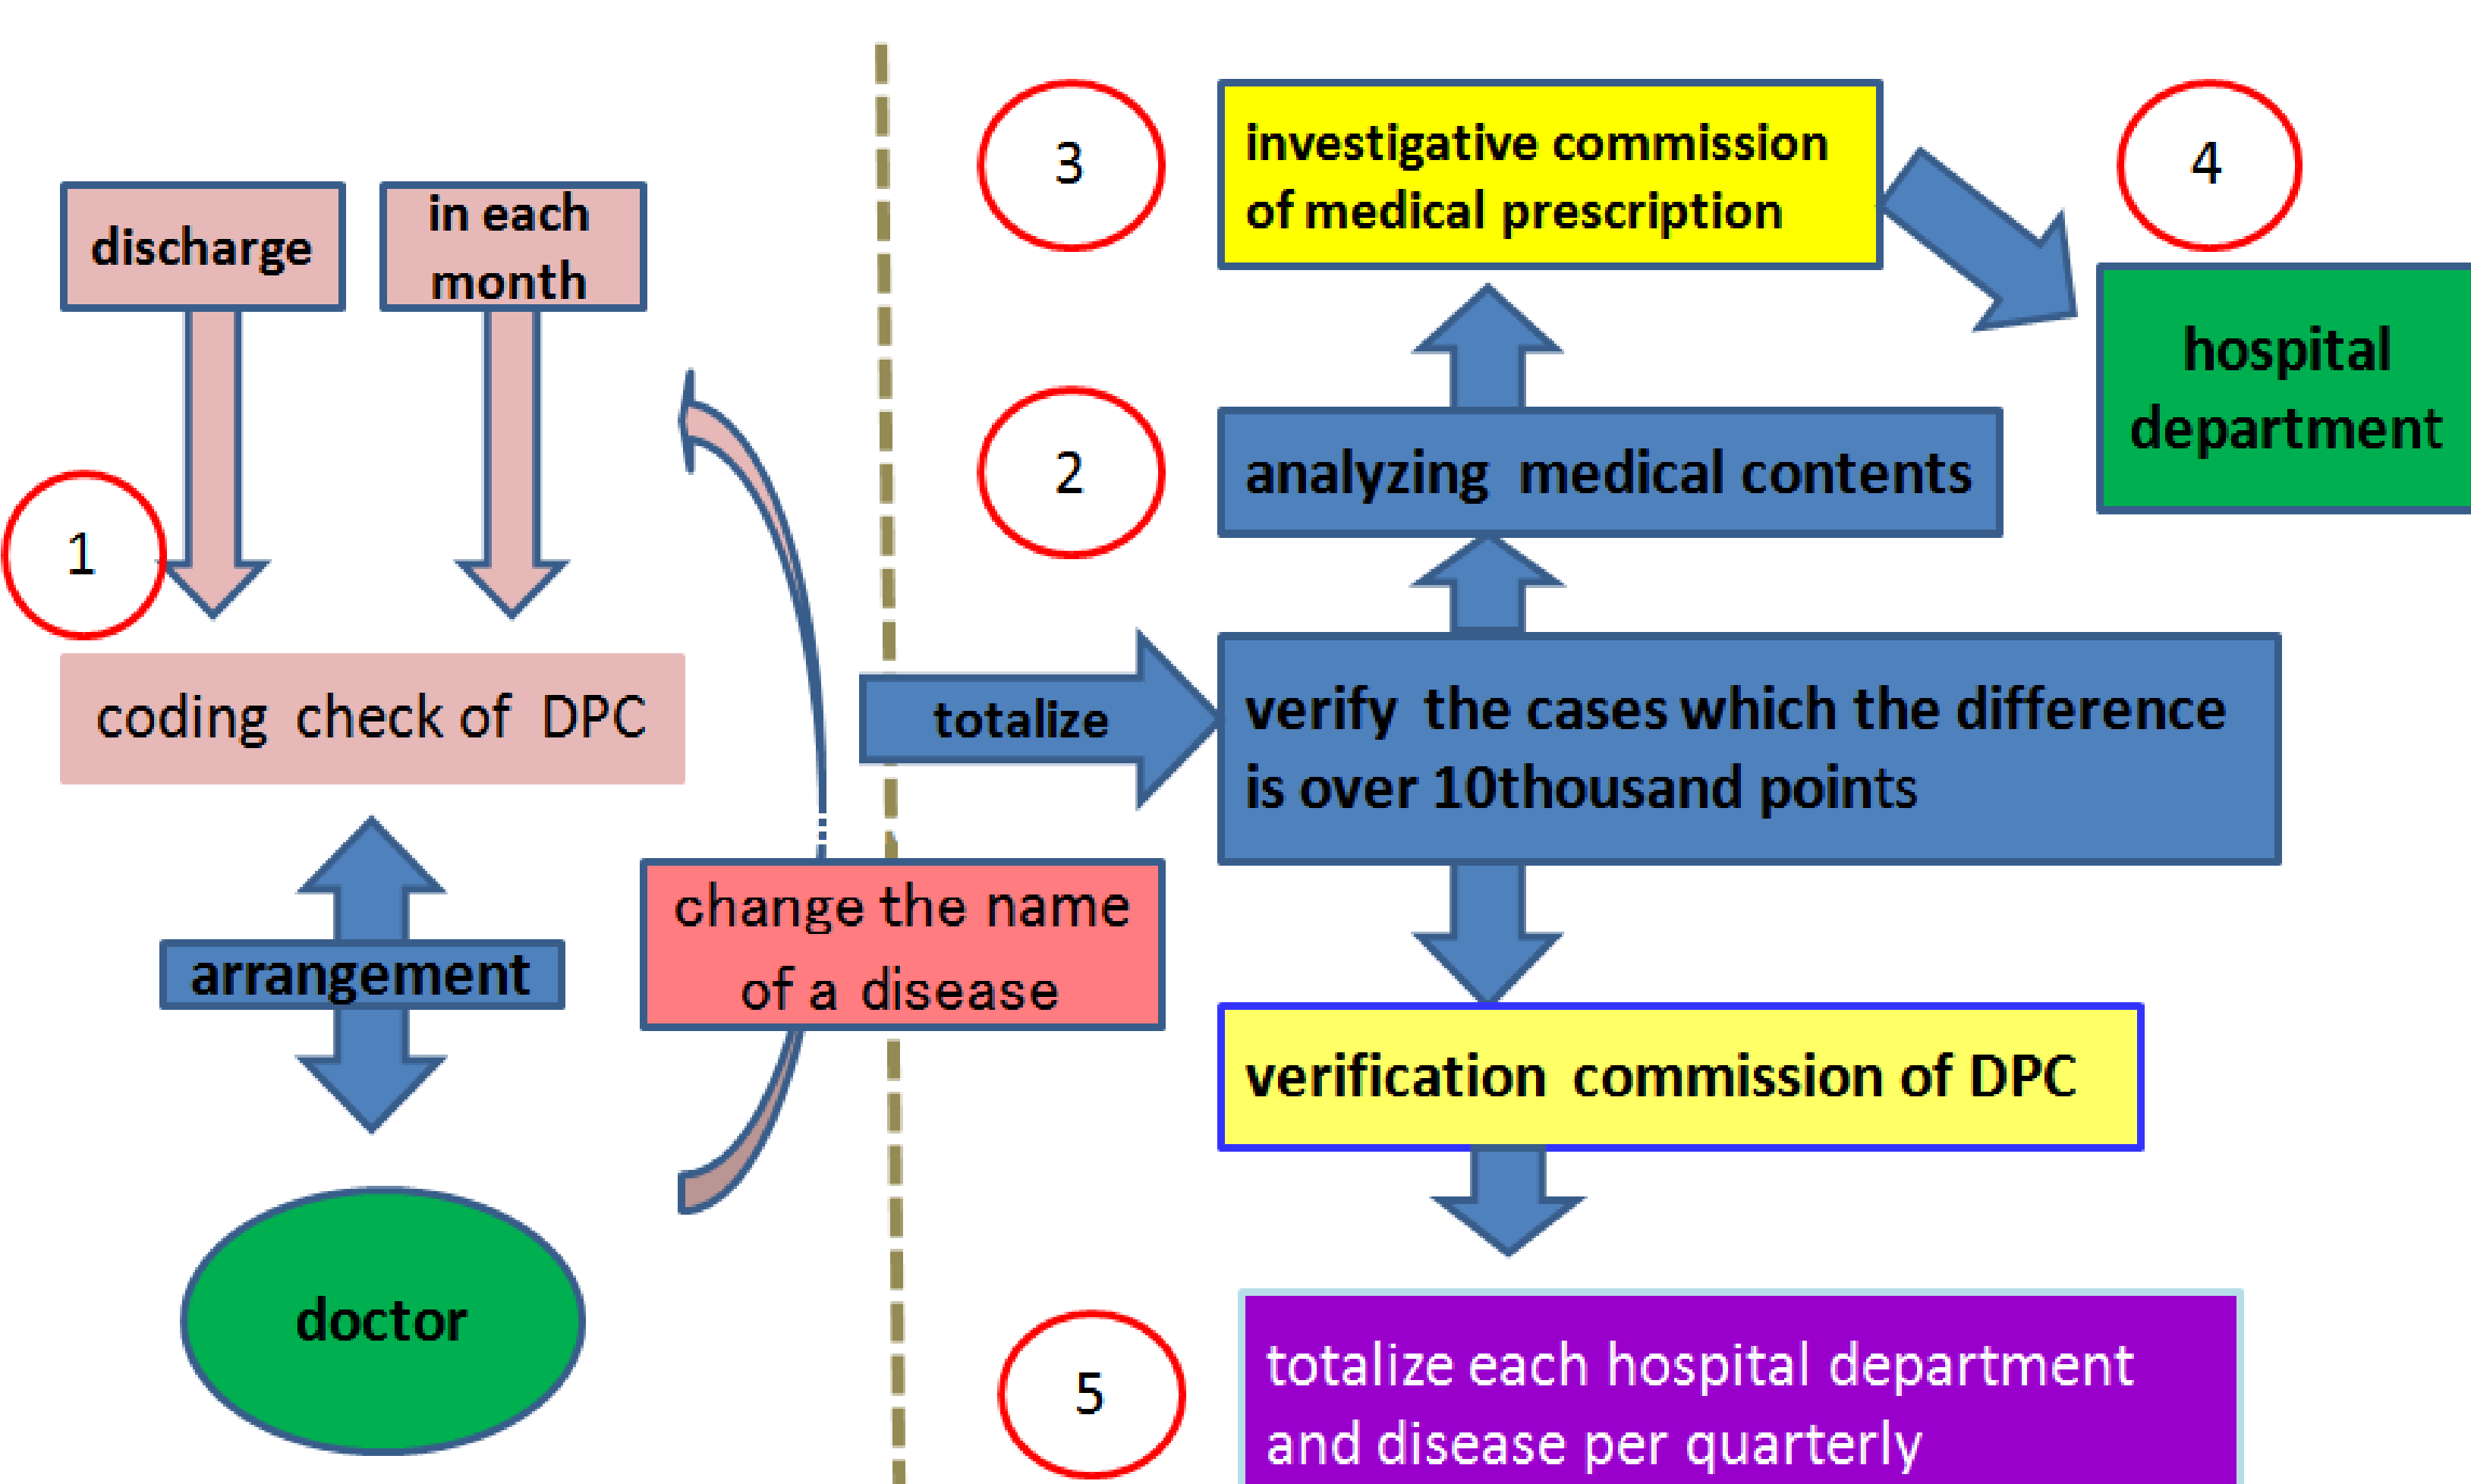 discharge
in each
month
1
coding check of DPC
arrangement
doctor
change the name
of a disease
totalize
3
investigative commission
of medical prescription
4
hospital
department
2
analyzing medical contents
verify the cases which the difference
is over 10thousand points
verification commission of DPC
5
totalize each hospital department
and disease per quarterly